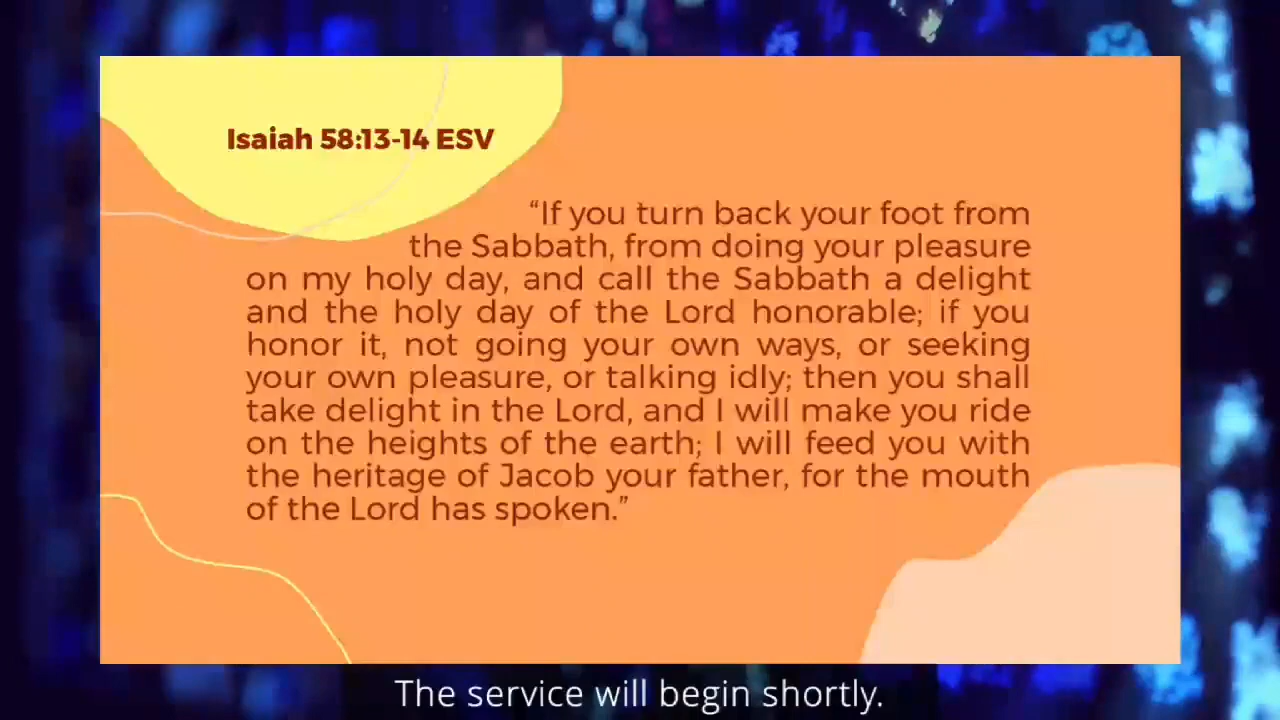 Isaiah 58:13-14 ESV
“If you turn back your foot from
the Sabbath, from doing your pleasure
on my holy day, and call the Sabbath a delight
and the holy day of the Lord honorable; if you
honor it, not going your own ways, or seeking
your own pleasure, or talking idly; then you shall
take delight in the Lord, and I will make you ride
on the heights of the earth; I will feed you with
the heritage of Jacob your father, for the mouth
of the Lord has spoken.”
The service will begin shortly.